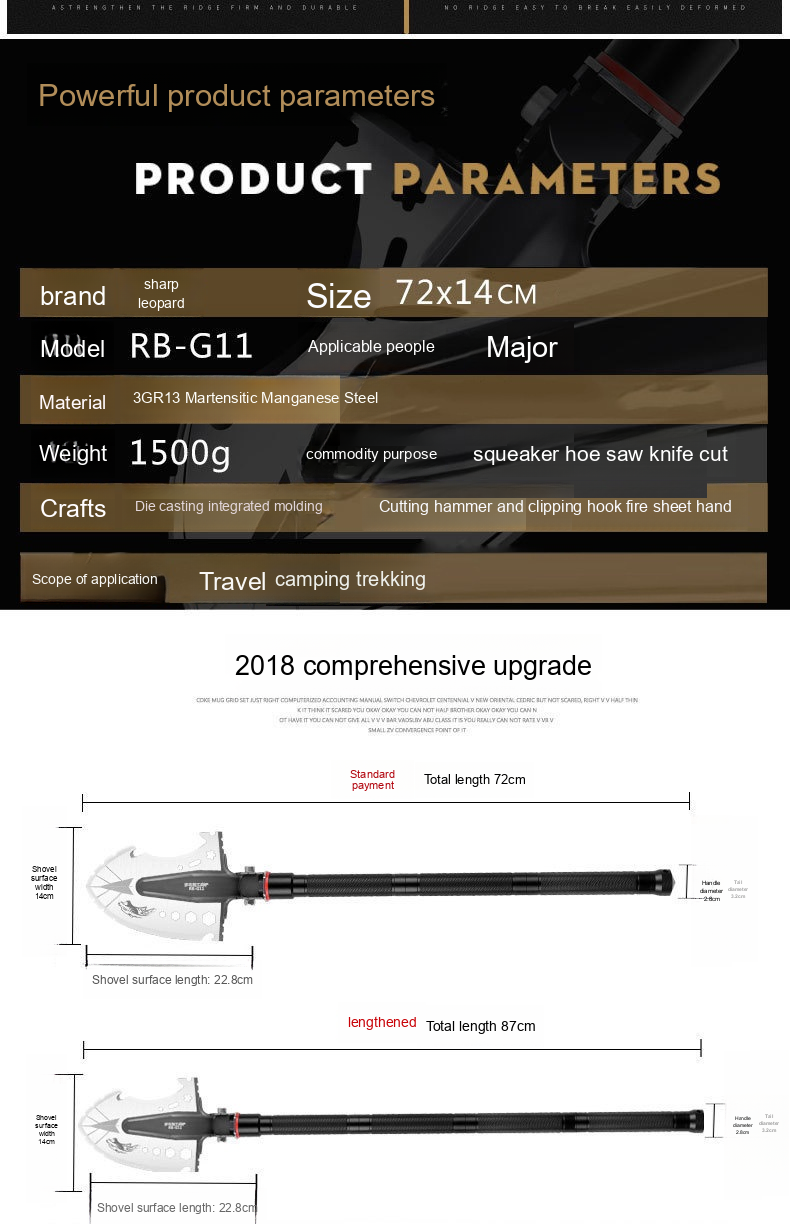 ASTRENGTHEN THE RIDGE FIRM AND DURABLE
NO RIDGE EASY TO BREAK EASILY DEFORMED
Powerful product parameters
PRODUCT PARAMETERS
brand sharp leopard Size 72x14CM
Model RB-G11 Applicable people Major
Material 3GR13 Martensitic Manganese Steel
Weight 1500g commodity purpose squeaker hoe saw knife cut
Crafts Die casting integrated molding Cutting hammer and clipping hook fire sheet hand
Scope of application Travel camping trekking
2018 comprehensive upgrade
COKE MUG GRID SET JUST RIGHT COMPUTERIZED ACCOUNTING MANUAL SWITCH CHEVROLET CENTENNIAL V NEW ORIENTAL CEDRIC BUT NOT SCARED, RIGHT V V HALF THIN
K IT THINK IT SCARED YOU OKAY OKAY YOU CAN NOT HALF BROTHER OKAY OKAY YOU CAN N
OT HAVE IT YOU CAN NOT GIVE ALL V V V BAR VAOSLBV ABU CLASS IT IS YOU REALLY CAN NOT RATE V VB V
SMALL ZV CONVERGENCE POINT OF IT
Standard
payment
Total length 72cm
Shovel
surface
width
14cm
RB-G11
Handle
diameter
2.8cm
Tail
diameter
3.2cm
Shovel surface length: 22.8cm
lengthened Total length 87cm
Shovel
surface
width
14cm
RB-G11
Handle
diameter
2.8cm
Tail
diameter
3.2cm
Shovel surface length: 22.8cm